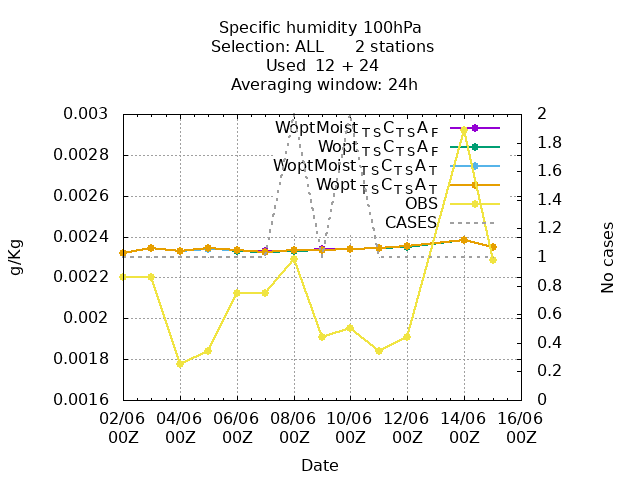 Specific humidity 100hPa
Selection: ALL 2 stations
Used 12 + 24
Averaging window: 24h
0.003
0.0028
0.0026
0.0024
0.0022
0.002
0.0018
0.0016
g/Kg
WoptMoist TS C TS A F
Wopt TS C TS A F
WoptMoist TS C TS A T
Wopt TS C TS A T
OBS
CASES
2
1.8
1.6
1.4
1.2
1
0.8
0.6
0.4
0.2
0
No cases
02/06 04/06 06/06 08/06 10/06 12/06 14/06 16/06
00Z 00Z 00Z 00Z 00Z 00Z 00Z 00Z
Date